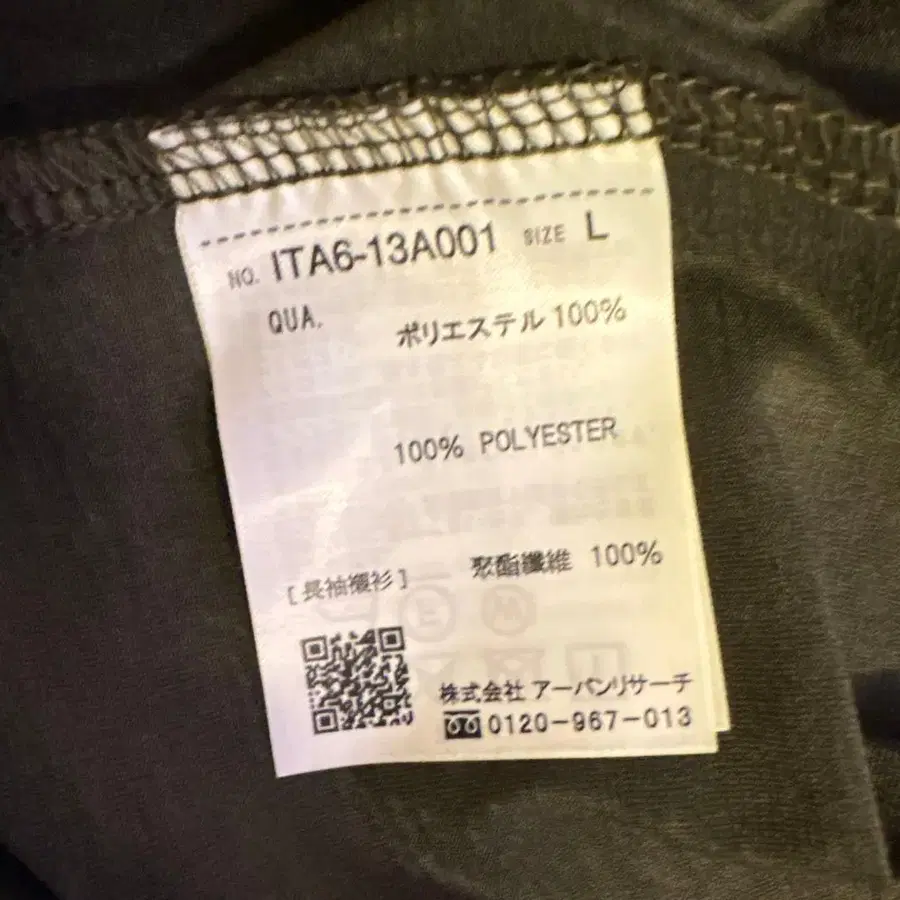 NO. ITA6-13A001 SIZE L
QUA.
ポリエステル 100%
100% POLYESTER
聚酯纖維 100%
[長袖襯衫]
株式会社 アーバンリサーチ
0120-967-013